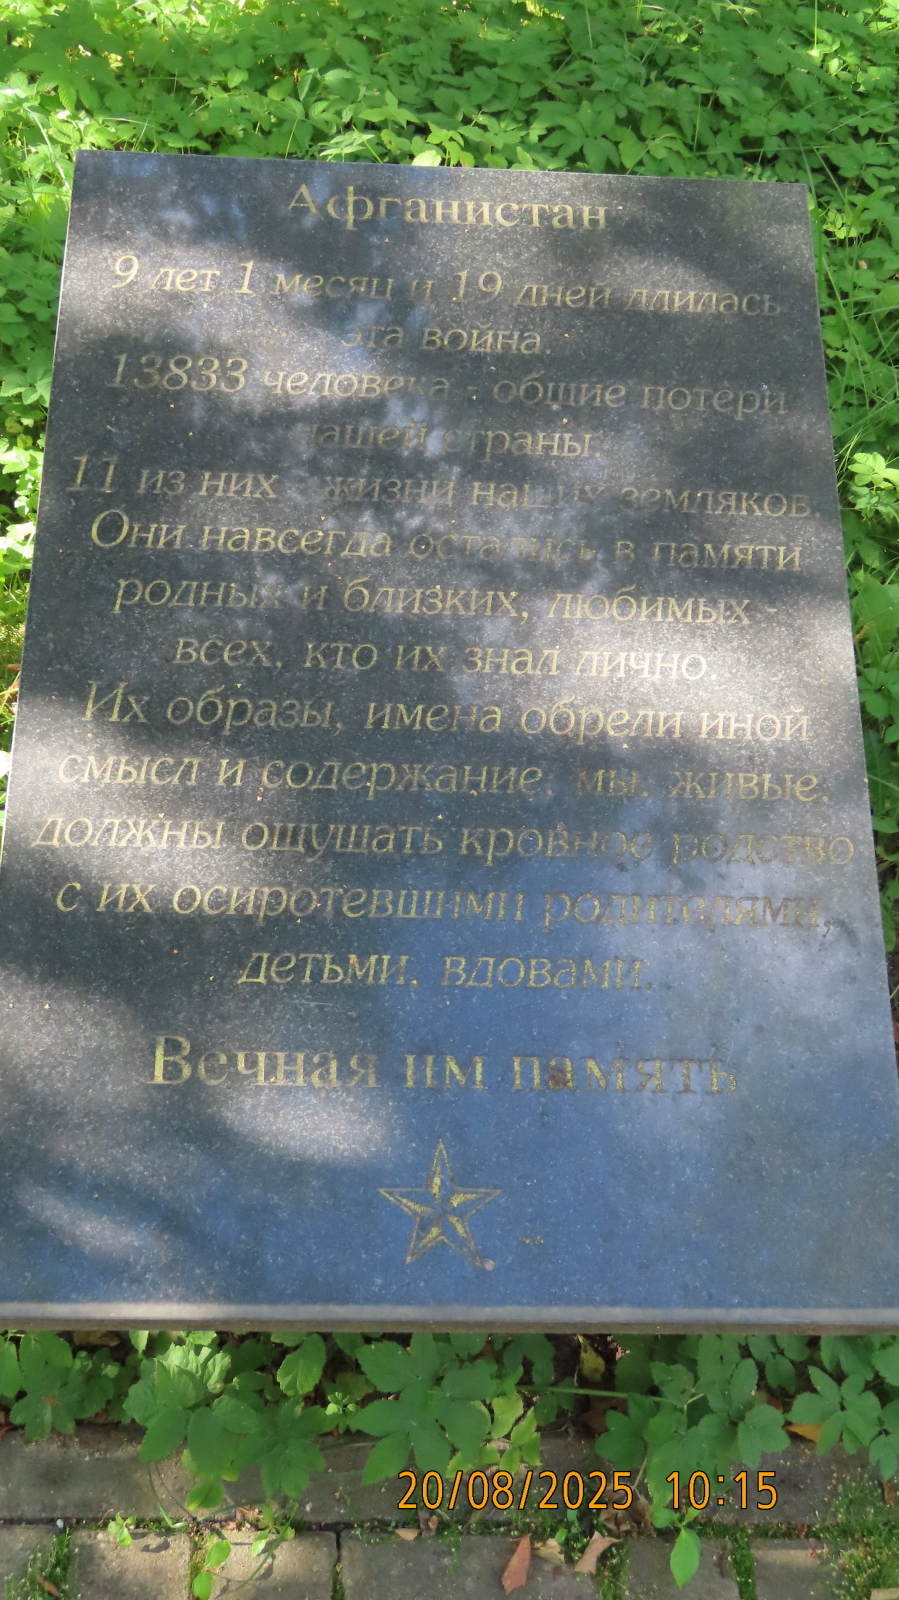 Афганистан
9 лет 1 месяц и 19 дней длилась
эта война.
13833 человека - общие потери
нашей страны.
11 из них - жизни наших земляков.
Они навсегда остались в памяти
родных и близких, любимых -
всех, кто их знал лично.
Их образы, имена обрели иной
смысл и содержание, мы, живые,
должны ощущать кровное родство
с их осиротевшими родителями,
детьми, вдовами.
Вечная им память
20/08/2025 10:15